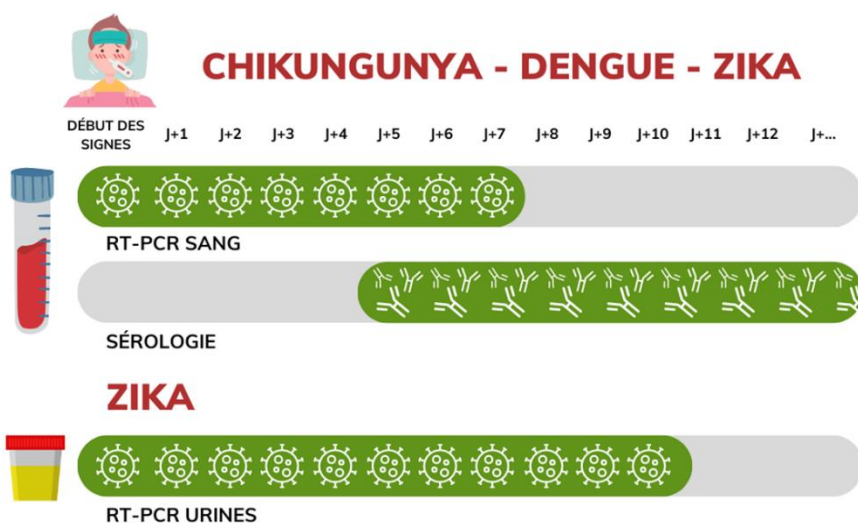 CHIKUNGUNYA - DENGUE - ZIKA
DÉBUT DES
SIGNES
J+1 J+2 J+3 J+4 J+5 J+6 J+7 J+8 J+9 J+10 J+11 J+12 J+...
RT-PCR SANG
SÉROLOGIE
ZIKA
RT-PCR URINES